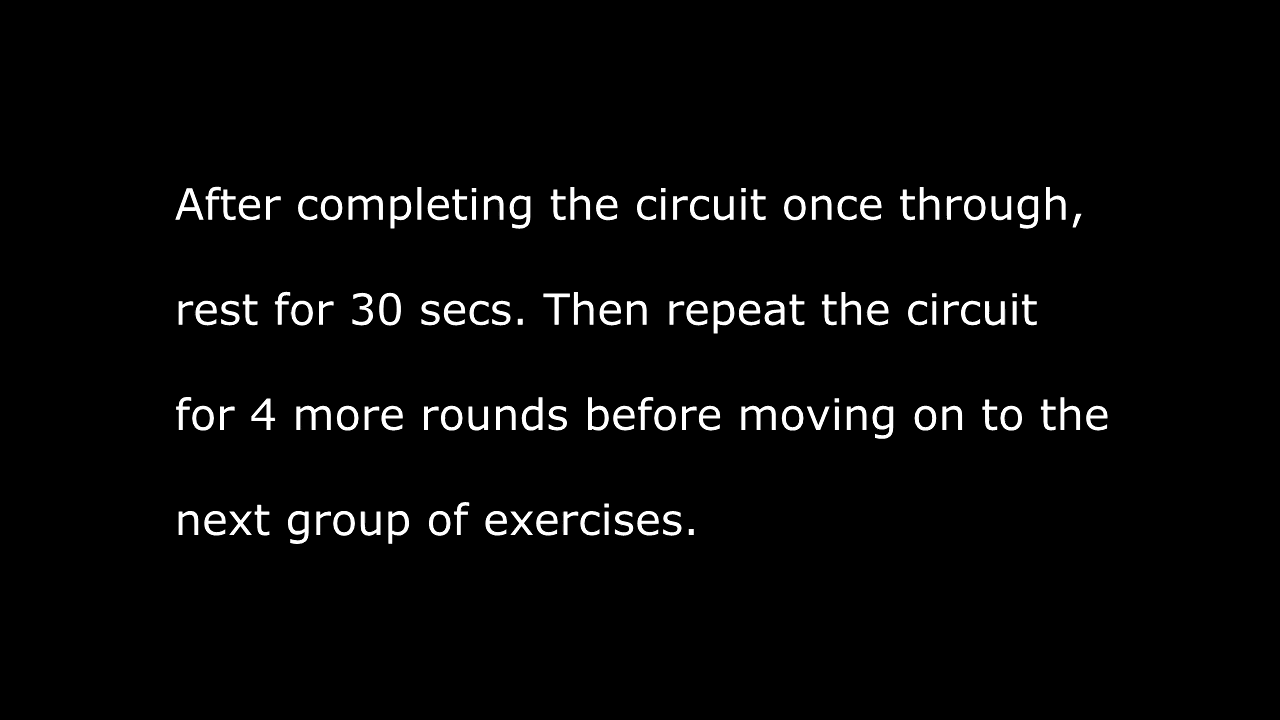 After completing the circuit once through,
rest for 30 secs. Then repeat the circuit
for 4 more rounds before moving on to the
next group of exercises.